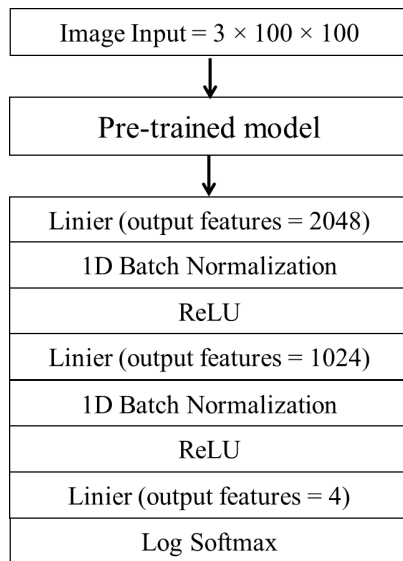 Image Input = 3 × 100 × 100
Pre-trained model
Linier (output features = 2048)
1D Batch Normalization
ReLU
Linier (output features = 1024)
1D Batch Normalization
ReLU
Linier (output features = 4)
Log Softmax